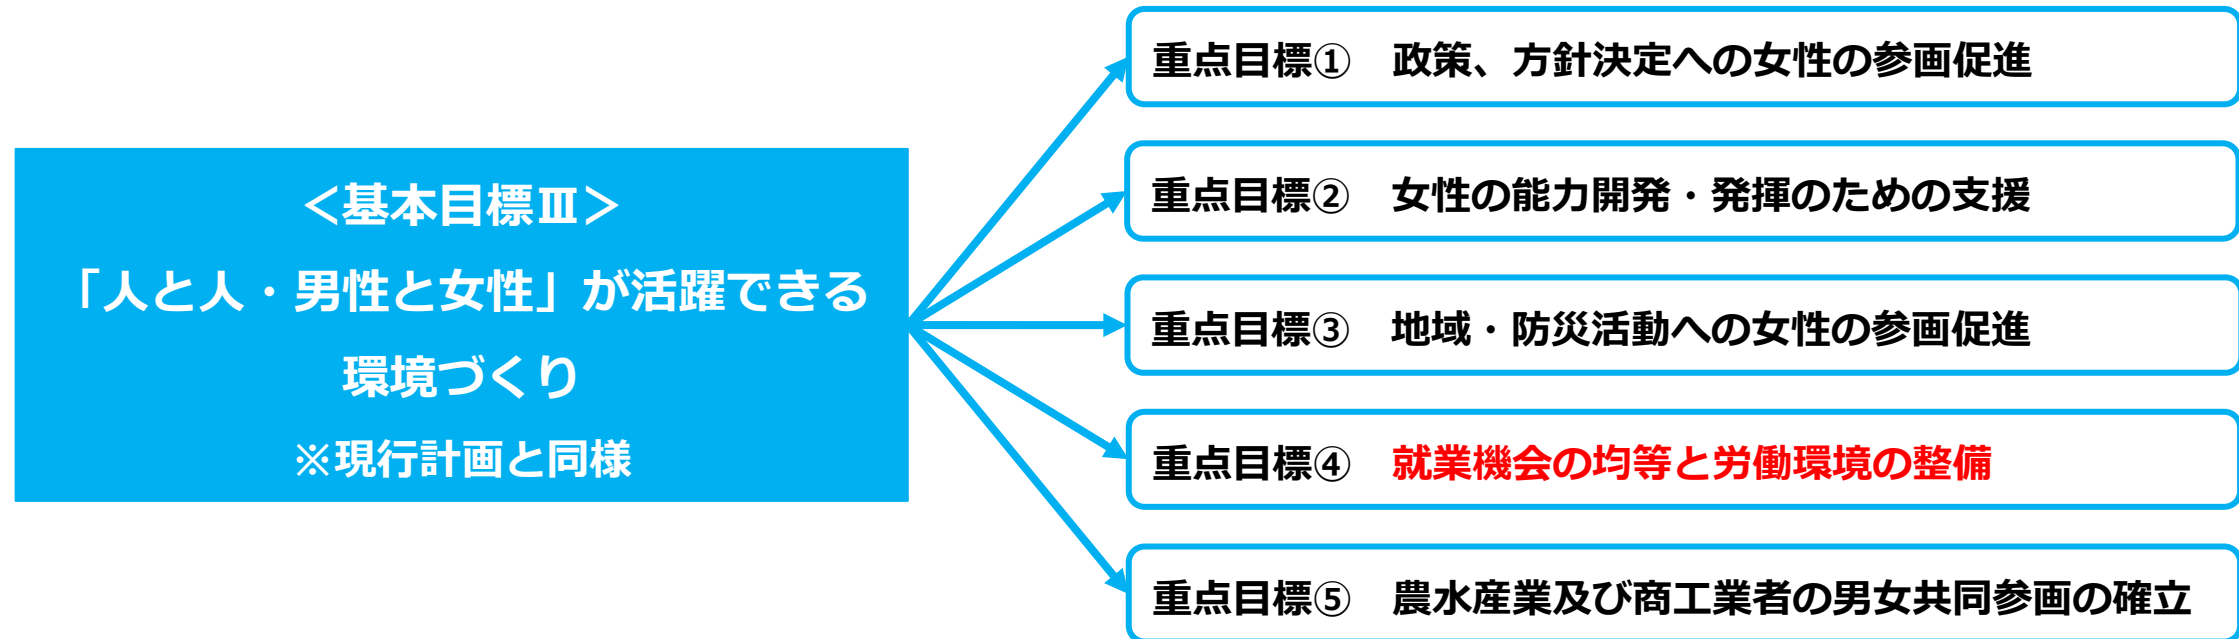 ＜基本目標Ⅲ＞
「人と人・男性と女性」が活躍できる
環境づくり
※現行計画と同様
重点目標①　政策、方針決定への女性の参画促進
重点目標②　女性の能力開発・発揮のための支援
重点目標③　地域・防災活動への女性の参画促進
重点目標④　就業機会の均等と労働環境の整備
重点目標⑤　農水産業及び商工業者の男女共同参画の確立